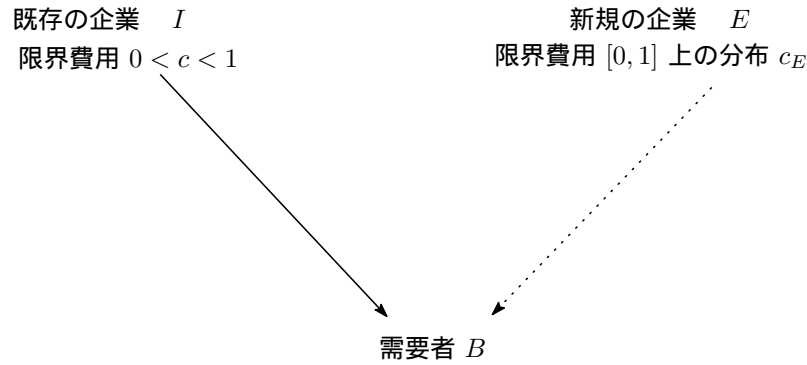 既存の企業 I
限界費用 0 < c < 1
新規の企業 E
限界費用 [0, 1] 上の分布 c_E
需要者 B